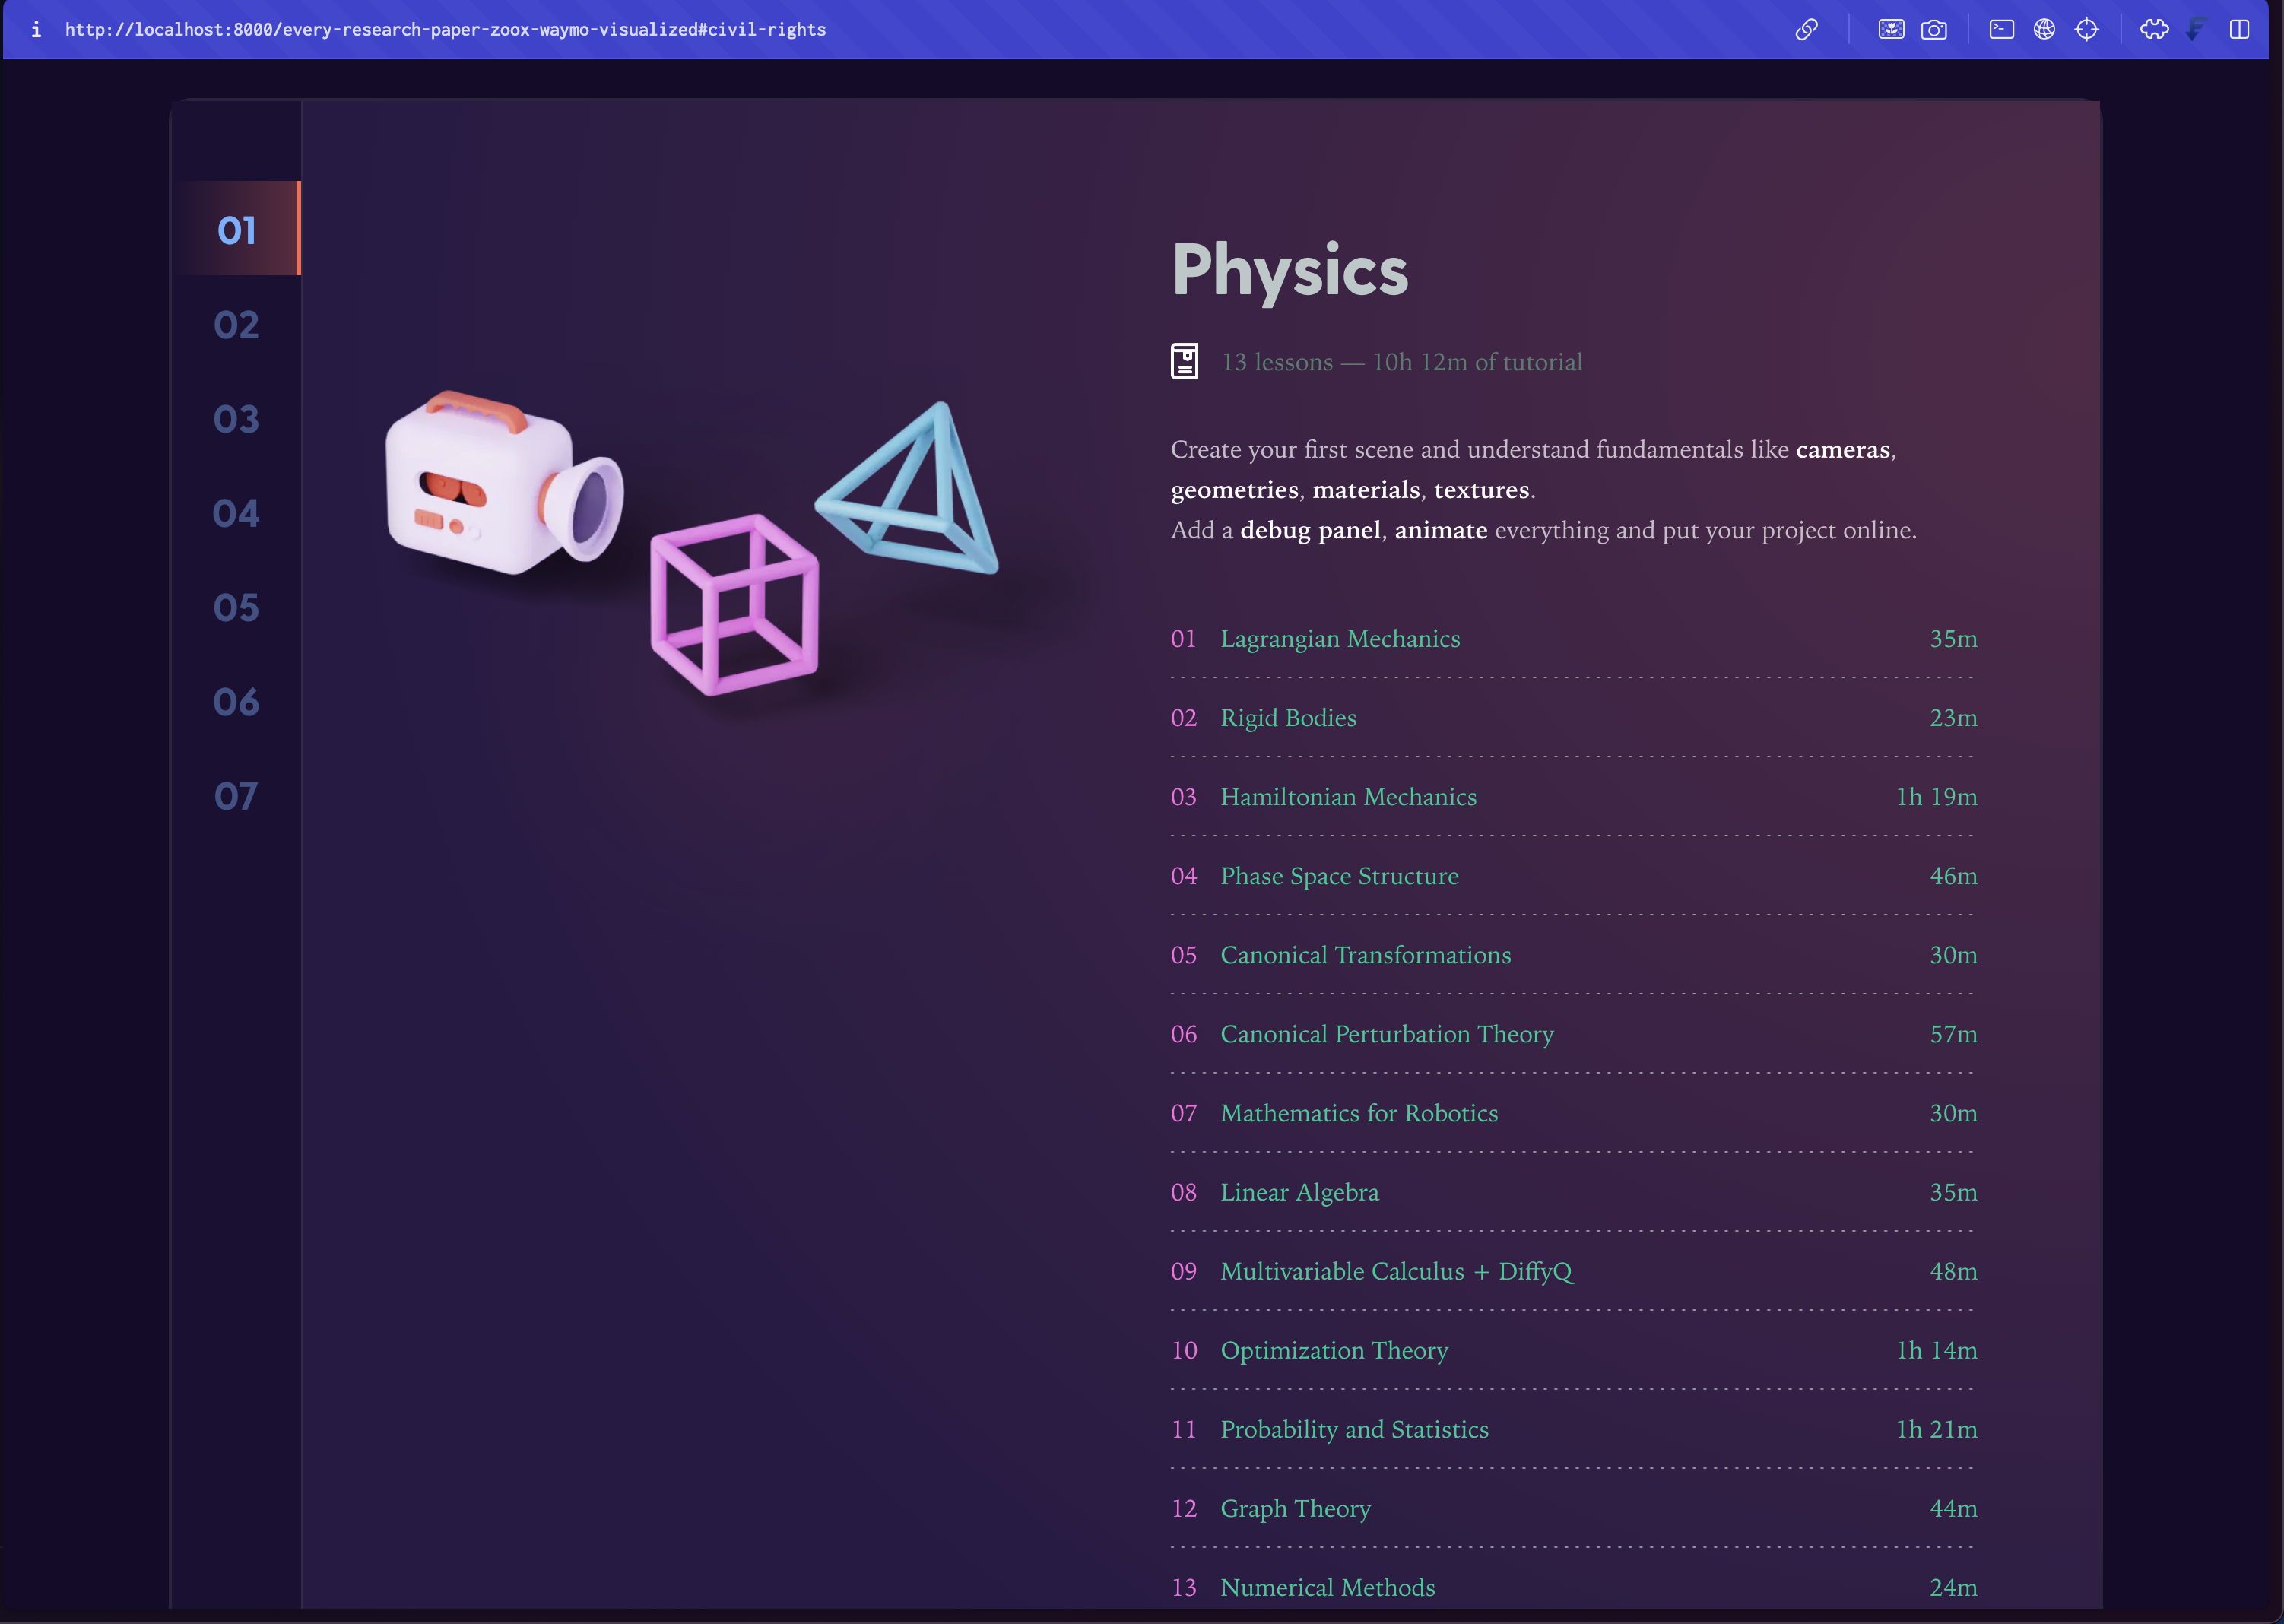 http://localhost:8000/every-research-paper-zoox-waymo-visualized#civil-rights
01
02
03
04
05
06
07
Physics
13 lessons — 10h 12m of tutorial
Create your first scene and understand fundamentals like cameras,
geometries, materials, textures.
Add a debug panel, animate everything and put your project online.
01 Lagrangian Mechanics 35m
02 Rigid Bodies 23m
03 Hamiltonian Mechanics 1h 19m
04 Phase Space Structure 46m
05 Canonical Transformations 30m
06 Canonical Perturbation Theory 57m
07 Mathematics for Robotics 30m
08 Linear Algebra 35m
09 Multivariable Calculus + DiffyQ 48m
10 Optimization Theory 1h 14m
11 Probability and Statistics 1h 21m
12 Graph Theory 44m
13 Numerical Methods 24m